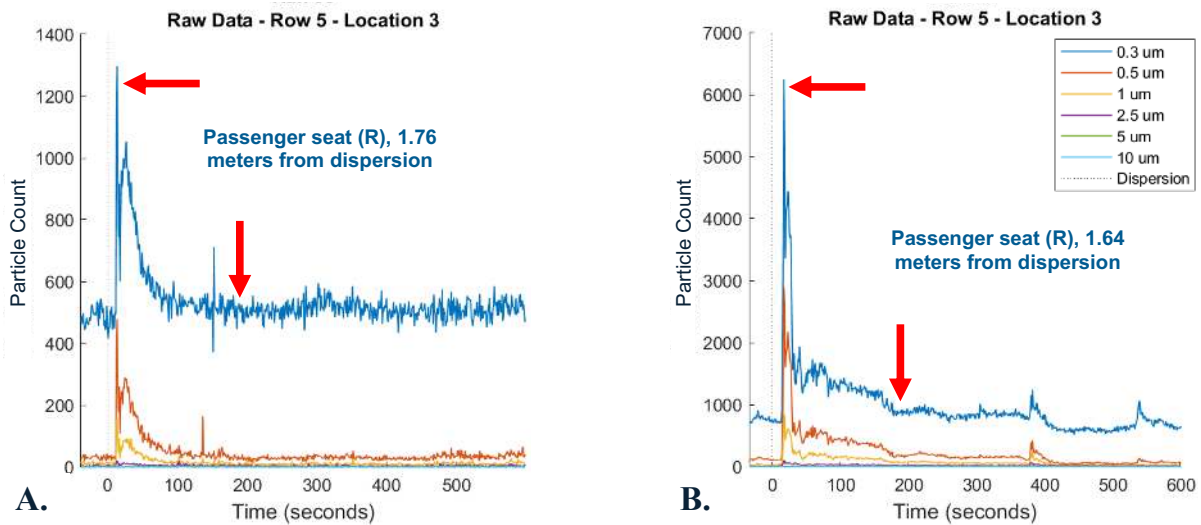 Raw Data - Row 5 - Location 3
1400
1200
1000
800
600
400
200
0
0
100
200
300
400
500
Particle Count
Time (seconds)
Passenger seat (R), 1.76
meters from dispersion
A.
Raw Data - Row 5 - Location 3
7000
6000
5000
4000
3000
2000
1000
0
0
100
200
300
400
500
600
Particle Count
Time (seconds)
0.3 um
0.5 um
1 um
2.5 um
5 um
10 um
Dispersion
Passenger seat (R), 1.64
meters from dispersion
B.